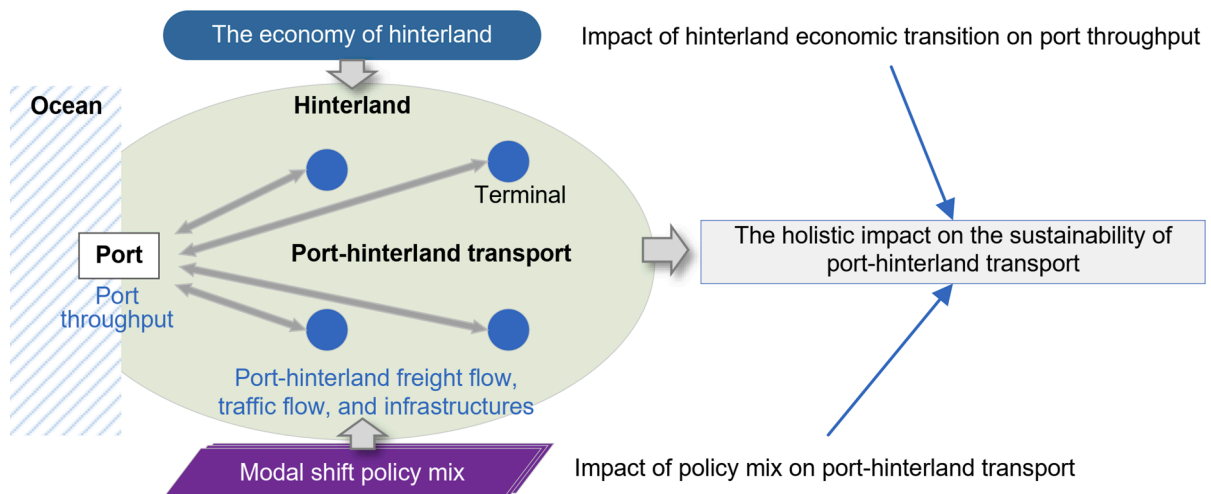 The economy of hinterland
Impact of hinterland economic transition on port throughput
Ocean
Hinterland
Terminal
Port
Port-hinterland transport
The holistic impact on the sustainability of
port-hinterland transport
Port
throughput
Port-hinterland freight flow,
traffic flow, and infrastructures
Modal shift policy mix
Impact of policy mix on port-hinterland transport